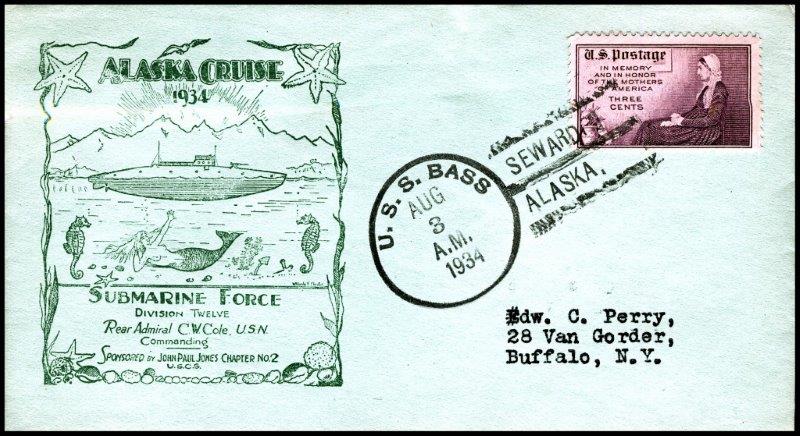 ALASKA CRUISE
1934
SUBMARINE FORCE
DIVISION TWELVE
Rear Admiral C.W. Cole, U.S.N.
Commanding
SPONSORED by JOHN PAUL JONES CHAPTER NO. 2
U.S.C.S.
U.S. Postage
IN MEMORY
AND IN HONOR
OF THE MOTHERS
AMERICA
THREE
CENTS
U.S.S. BASS
AUG
3
A.M.
1934
SEWARD
ALASKA.
Edw. C. Perry,
28 Van Gorder,
Buffalo, N.Y.